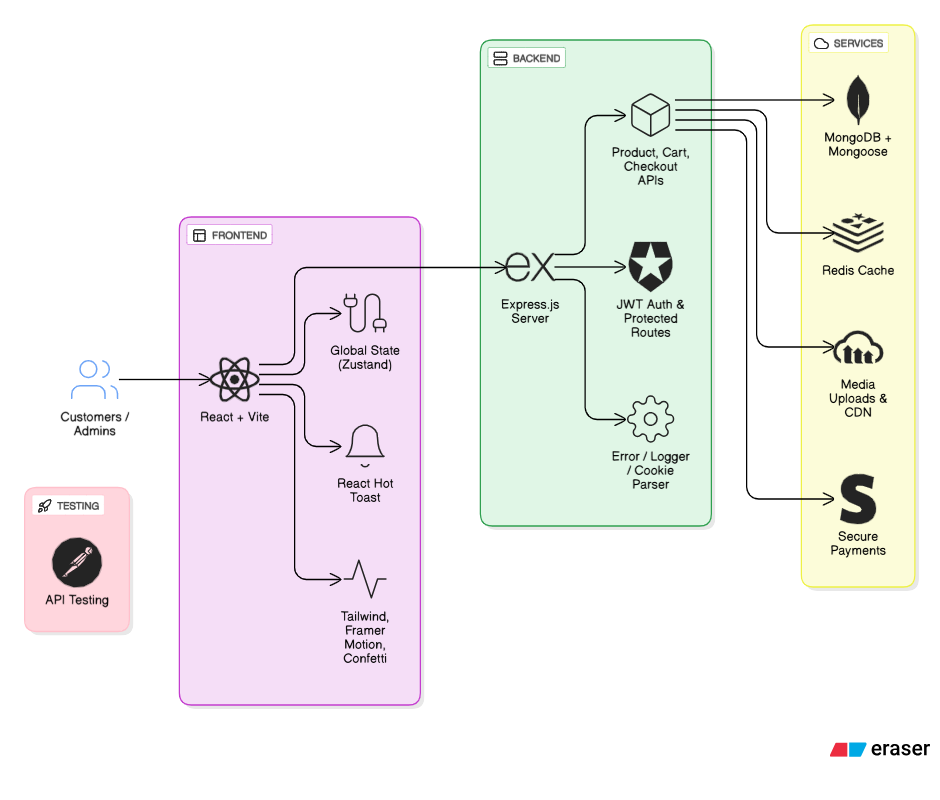 SERVICES
BACKEND
MongoDB +
Mongoose
Product, Cart,
Checkout
APIs
FRONTEND
Redis Cache
ex
Express.js
Server
JWT Auth &
Protected
Routes
Global State
(Zustand)
Media
Uploads &
CDN
Customers /
Admins
React + Vite
Error / Logger
/ Cookie
Parser
React Hot
Toast
TESTING
API Testing
S
Secure
Payments
Tailwind,
Framer
Motion,
Confetti
eraser